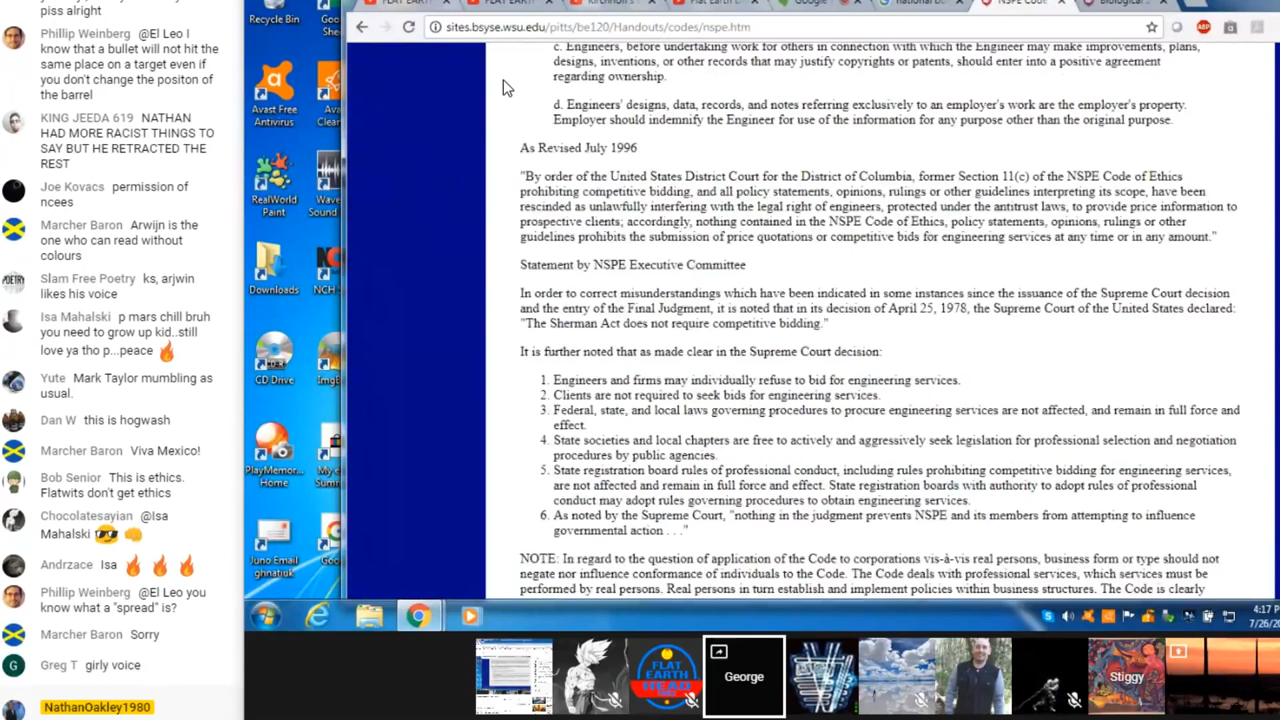 piss alright
Phillip Weinberg @El Leo I
know that a bullet will not hit the
same place on a target even if
you don't change the positon of
the barrel
KING JEEDA 619 NATHAN
HAD MORE RACIST THINGS TO
SAY BUT HE RETRACTED THE
REST
Joe Kovacs permission of
ncees
Marcher Baron Arwijn is the
one who can read without
colours
Slam Free Poetry ks, arjwin
likes his voice
Isa Mahalski p mars chill bruh
you need to grow up kid..still
love ya tho p...peace
Yute Mark Taylor mumbling as
usual.
Dan W this is hogwash
Marcher Baron Viva Mexico!
Bob Senior This is ethics.
Flatwits don't get ethics
Chocolatesayian @Isa
Mahalski
Andrzace Isa
Phillip Weinberg @El Leo you
know what a "spread" is?
Marcher Baron Sorry
Greg T girly voice
NathanOakley1980
POETRY
G
Recycle Bin
Avast Free
Antivirus
RealWorld
Paint
Downloads
CD Drive
PlayMemor...
Home
Juno Email
ghnatiuk
Clear
Wave
Sound
NCH
sites.bsyse.wsu.edu/pitts/be120/Handouts/codes/nspe.htm
ABP
c. Engineers, before undertaking work for others in connection with which the Engineer may make improvements, plans,
designs, inventions, or other records that may justify copyrights or patents, should enter into a positive agreement
regarding ownership.
d. Engineers' designs, data, records, and notes referring exclusively to an employer's work are the employer's property.
Employer should indemnify the Engineer for use of the information for any purpose other than the original purpose.
As Revised July 1996
"By order of the United States District Court for the District of Columbia, former Section 11(c) of the NSPE Code of Ethics
prohibiting competitive bidding, and all policy statements, opinions, rulings or other guidelines interpreting its scope, have been
rescinded as unlawfully interfering with the legal right of engineers, protected under the antitrust laws, to provide price information to
prospective clients; accordingly, nothing contained in the NSPE Code of Ethics, policy statements, opinions, rulings or other
guidelines prohibits the submission of price quotations or competitive bids for engineering services at any time or in any amount."
Statement by NSPE Executive Committee
In order to correct misunderstandings which have been indicated in some instances since the issuance of the Supreme Court decision
and the entry of the Final Judgment, it is noted that in its decision of April 25, 1978, the Supreme Court of the United States declared:
"The Sherman Act does not require competitive bidding."
It is further noted that as made clear in the Supreme Court decision:
1. Engineers and firms may individually refuse to bid for engineering services.
2. Clients are not required to seek bids for engineering services.
3. Federal, state, and local laws governing procedures to procure engineering services are not affected, and remain in full force and
effect.
4. State societies and local chapters are free to actively and aggressively seek legislation for professional selection and negotiation
procedures by public agencies.
5. State registration board rules of professional conduct, including rules prohibiting competitive bidding for engineering services,
are not affected and remain in full force and effect. State registration boards with authority to adopt rules of professional
conduct may adopt rules governing procedures to obtain engineering services.
6. As noted by the Supreme Court, "nothing in the judgment prevents NSPE and its members from attempting to influence
governmental action . . ."
NOTE: In regard to the question of application of the Code to corporations vis-à-vis real persons, business form or type should not
negate nor influence conformance of individuals to the Code. The Code deals with professional services, which services must be
performed by real persons. Real persons in turn establish and implement policies within business structures. The Code is clearly
4:17 P
7/26/20
FLAT
EARTH
HEAD
George
Stiggy